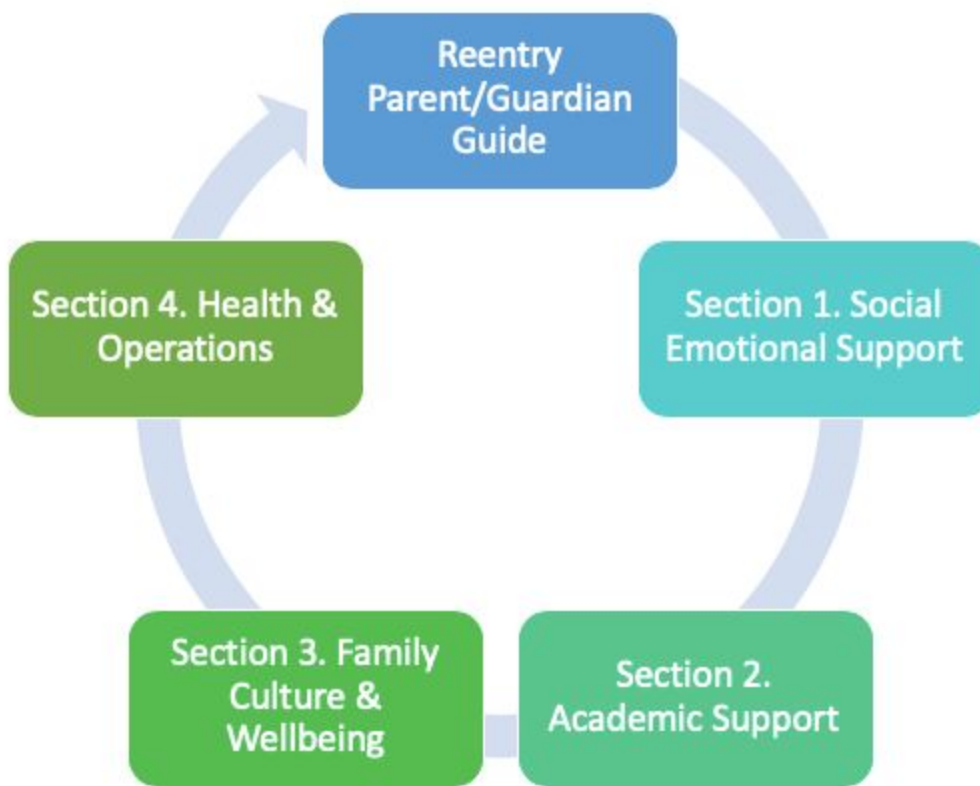 Reentry
Parent/Guardian
Guide
Section 1. Social
Emotional Support
Section 2.
Academic Support
Section 3. Family
Culture &
Wellbeing
Section 4. Health &
Operations